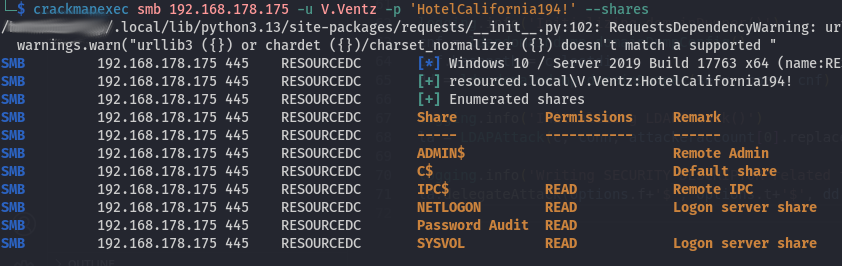 └─$ crackmapexec smb 192.168.178.175 -u V.Ventz -p 'HotelCalifornia194!' --shares
/.local/lib/python3.13/site-packages/requests/__init__.py:102: RequestsDependencyWarning: ur
warnings.warn("urllib3 ({}) or chardet ({})/charset_normalizer ({}) doesn't match a supported "
SMB 192.168.178.175 445 RESOURCEDC [*] Windows 10 / Server 2019 Build 17763 x64 (name:RE
SMB 192.168.178.175 445 RESOURCEDC [+] resourced.local\V.Ventz:HotelCalifornia194!
SMB 192.168.178.175 445 RESOURCEDC [+] Enumerated shares
SMB 192.168.178.175 445 RESOURCEDC Share Permissions Remark
SMB 192.168.178.175 445 RESOURCEDC ----- ----------- ------
SMB 192.168.178.175 445 RESOURCEDC ADMIN$ Remote Admin
SMB 192.168.178.175 445 RESOURCEDC C$ Default share
SMB 192.168.178.175 445 RESOURCEDC IPC$ READ Remote IPC
SMB 192.168.178.175 445 RESOURCEDC NETLOGON READ Logon server share
SMB 192.168.178.175 445 RESOURCEDC Password Audit READ
SMB 192.168.178.175 445 RESOURCEDC SYSVOL READ Logon server share